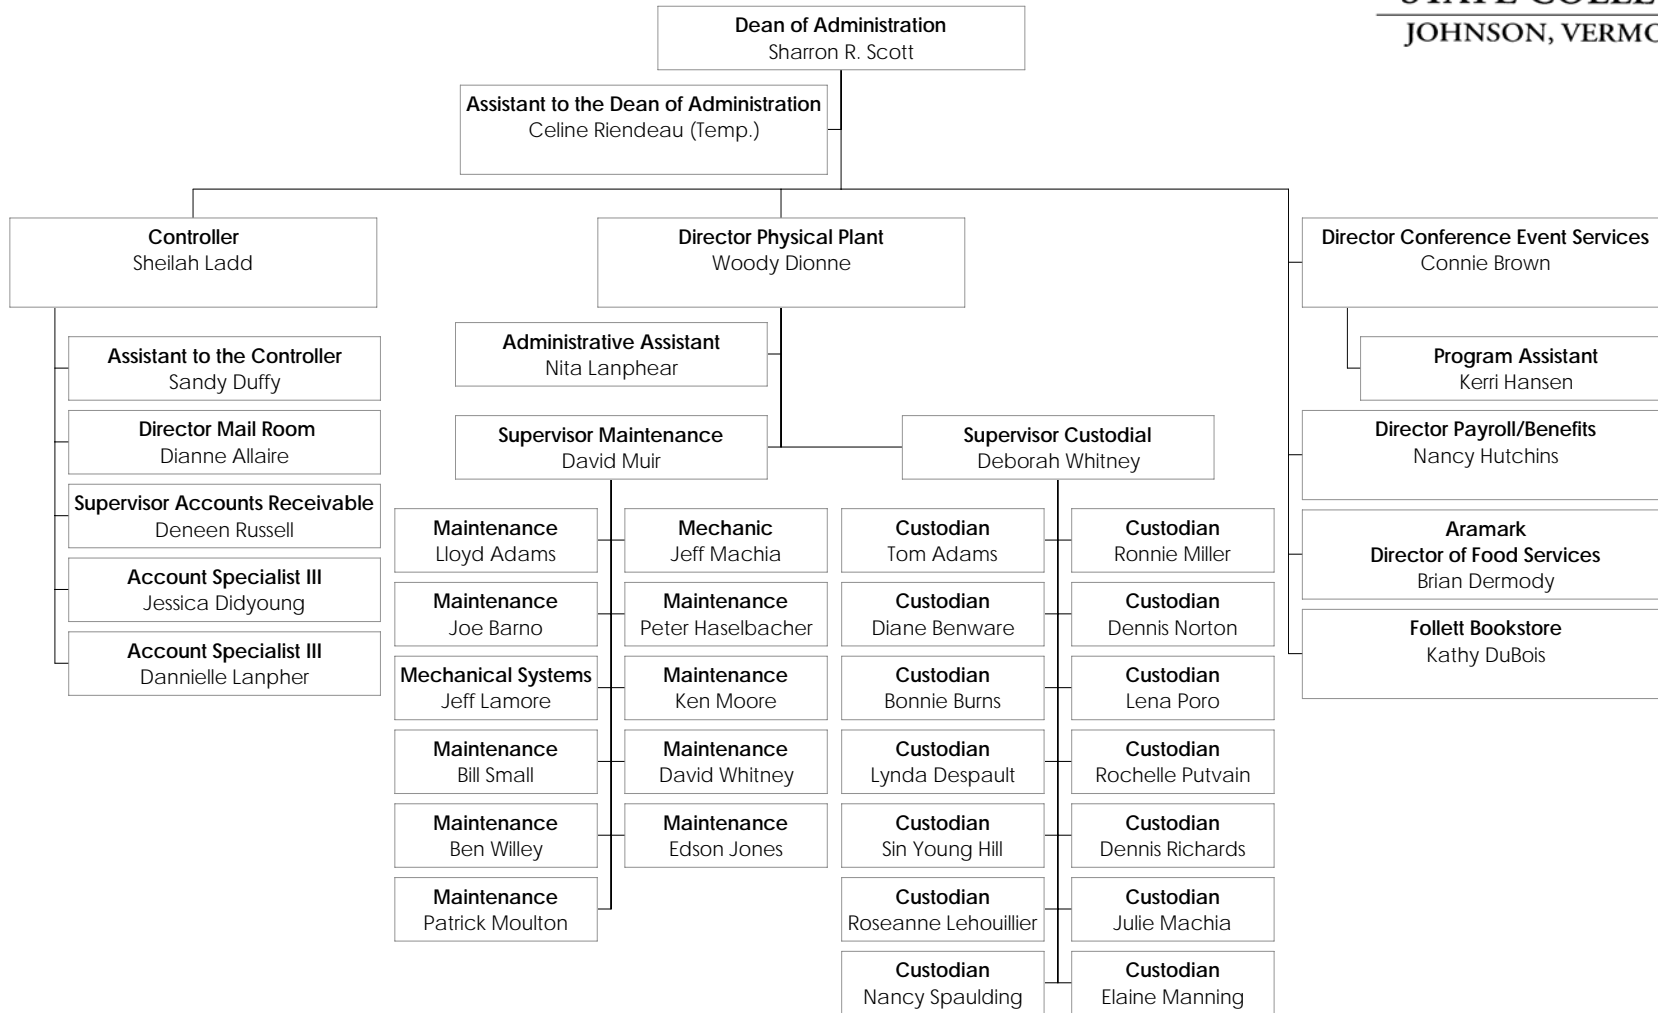 JOHNSON, VERMO
Dean of Administration
Sharron R. Scott
Assistant to the Dean of Administration
Celine Riendeau (Temp.)
Controller
Sheilah Ladd
Director Physical Plant
Woody Dionne
Director Conference Event Services
Connie Brown
Assistant to the Controller
Sandy Duffy
Director Mail Room
Dianne Allaire
Supervisor Accounts Receivable
Deneen Russell
Account Specialist III
Jessica Didyoung
Account Specialist III
Dannielle Lanpher
Administrative Assistant
Nita Lanphear
Supervisor Maintenance
David Muir
Supervisor Custodial
Deborah Whitney
Maintenance
Lloyd Adams
Maintenance
Joe Barno
Mechanical Systems
Jeff Lamore
Maintenance
Bill Small
Maintenance
Ben Willey
Maintenance
Patrick Moulton
Mechanic
Jeff Machia
Maintenance
Peter Haselbacher
Maintenance
Ken Moore
Maintenance
David Whitney
Maintenance
Edson Jones
Custodian
Tom Adams
Custodian
Diane Benware
Custodian
Bonnie Burns
Custodian
Lynda Despault
Custodian
Sin Young Hill
Custodian
Roseanne Lehouillier
Custodian
Nancy Spaulding
Custodian
Ronnie Miller
Custodian
Dennis Norton
Custodian
Lena Poro
Custodian
Rochelle Putvain
Custodian
Dennis Richards
Custodian
Julie Machia
Custodian
Elaine Manning
Program Assistant
Kerri Hansen
Director Payroll/Benefits
Nancy Hutchins
Aramark
Director of Food Services
Brian Dermody
Follett Bookstore
Kathy DuBois